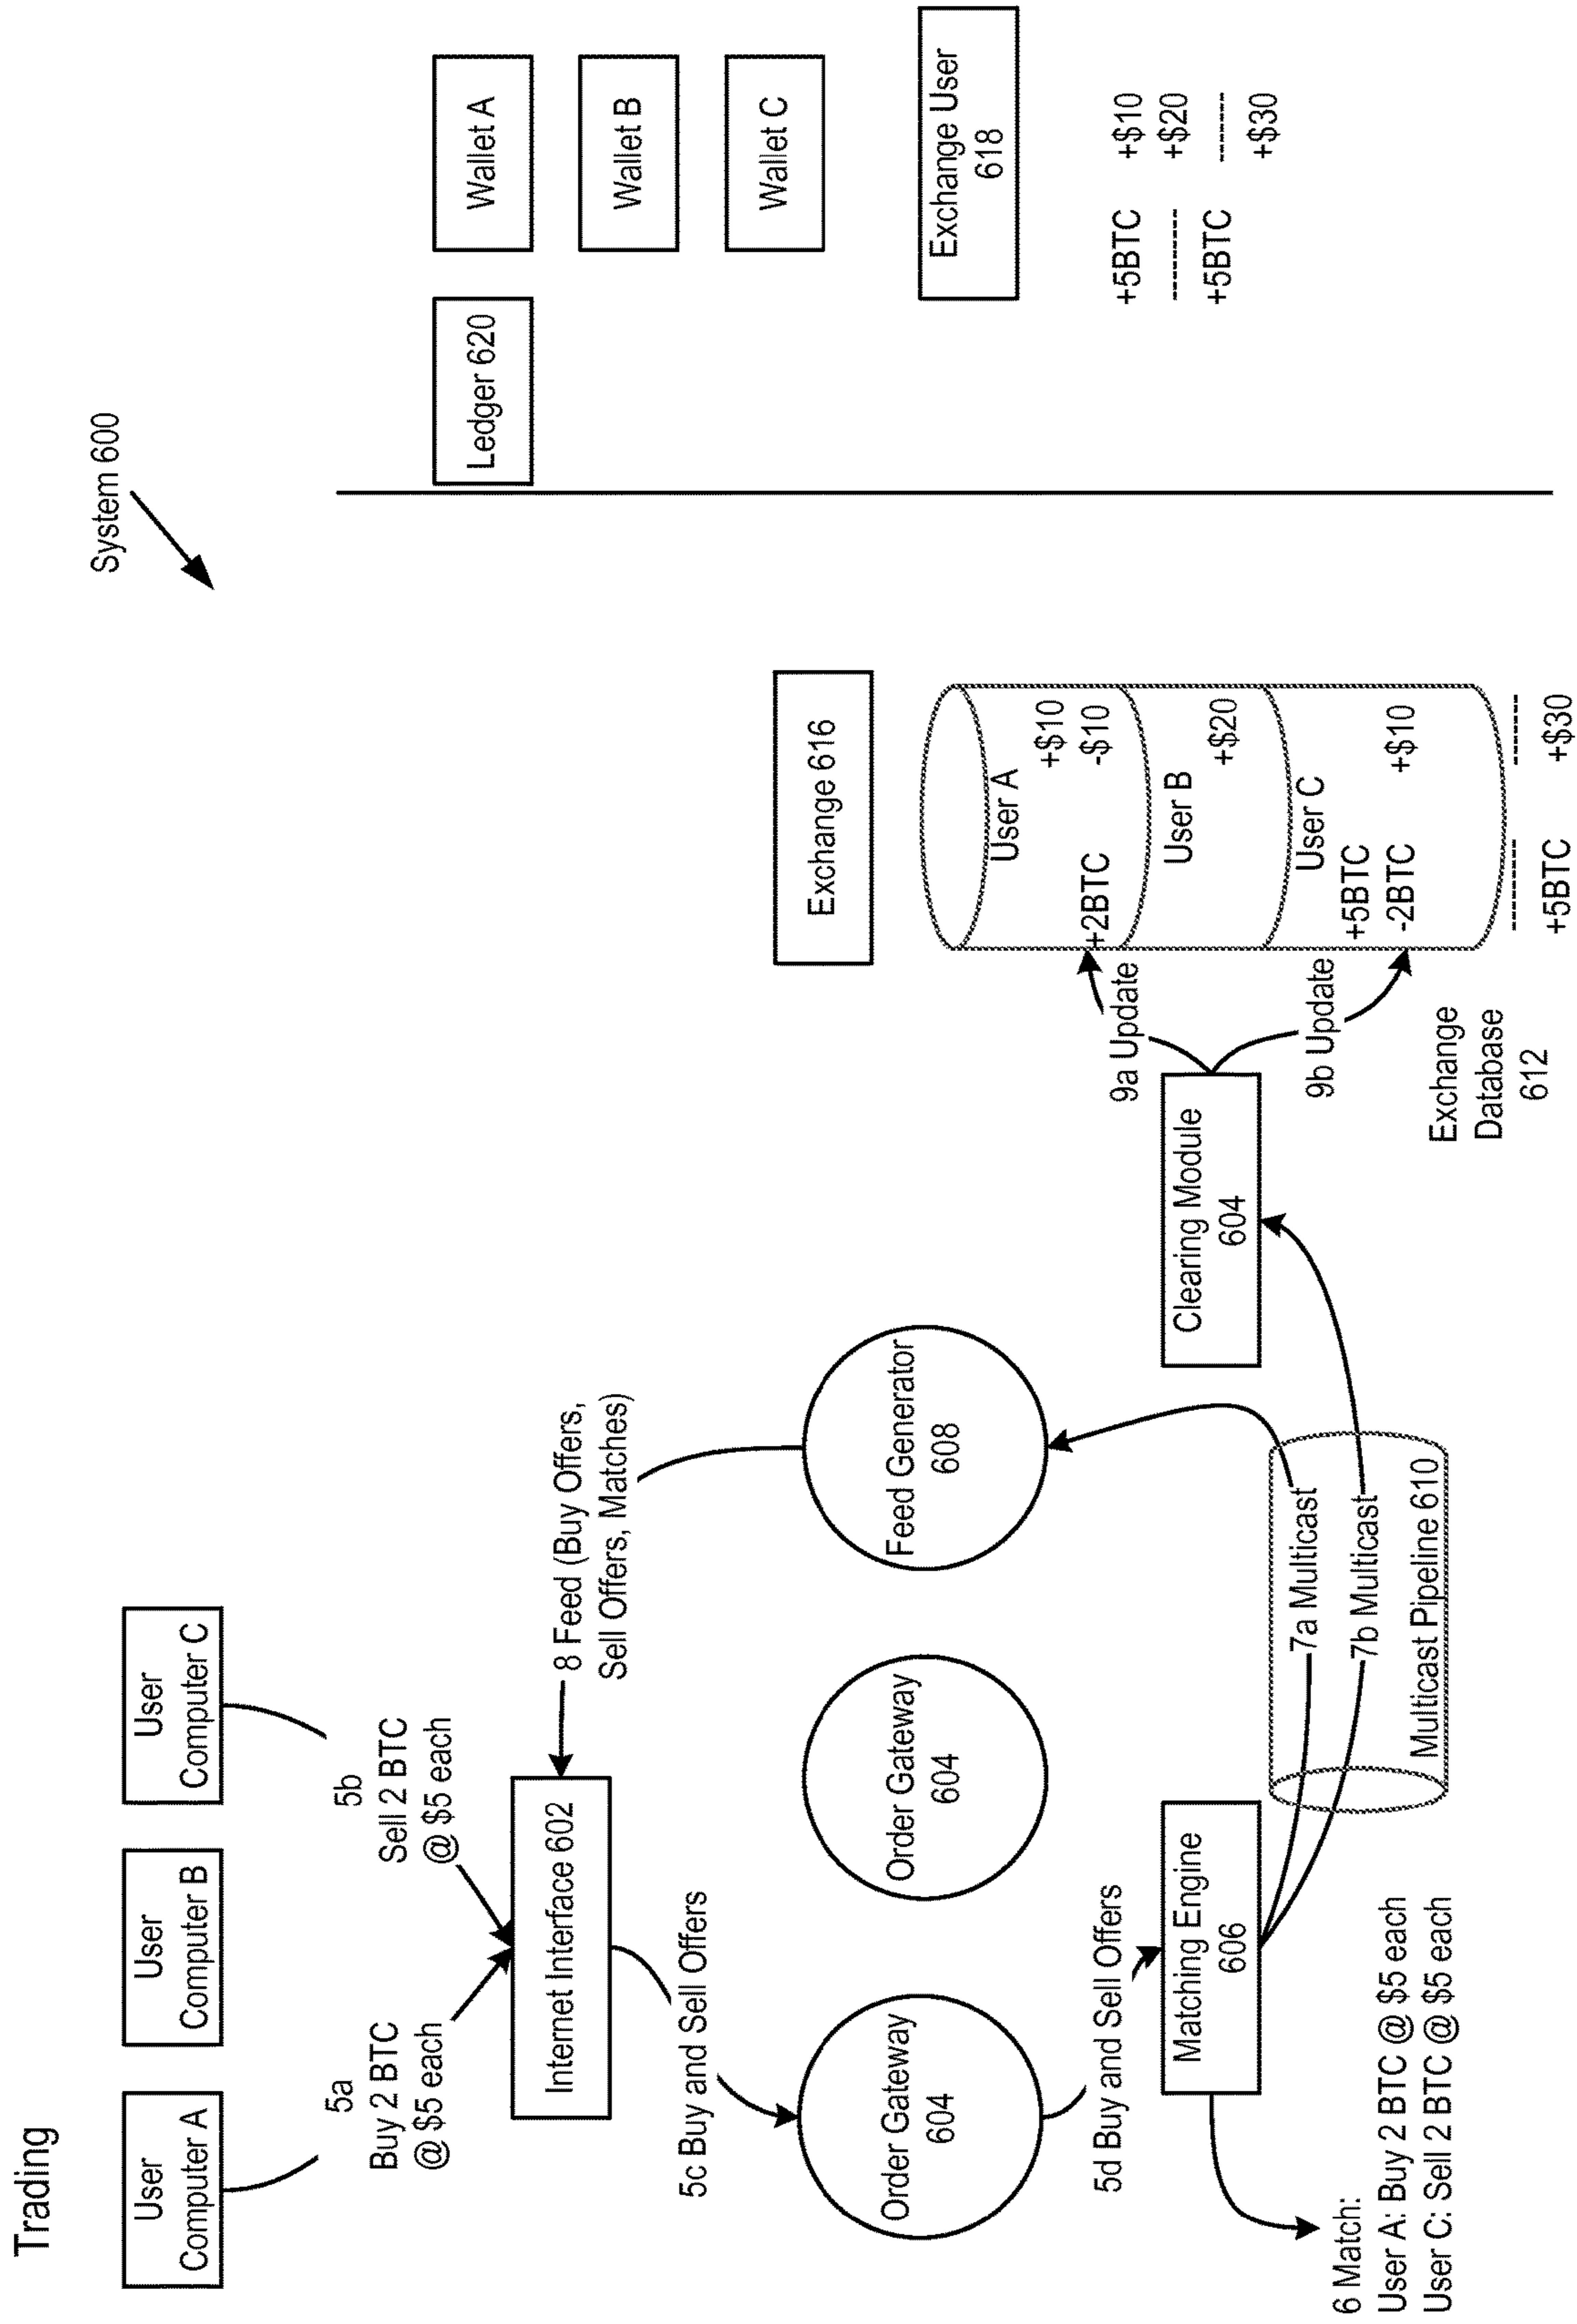 Trading
System 600
User
Computer A
User
Computer B
User
Computer C
5a
Buy 2 BTC
@ $5 each
5b
Sell 2 BTC
@ $5 each
Internet Interface 602
8 Feed (Buy Offers,
Sell Offers, Matches)
5c Buy and Sell Offers
Order Gateway
604
Order Gateway
604
Feed Generator
608
5d Buy and Sell Offers
Matching Engine
606
6 Match:
User A: Buy 2 BTC @ $5 each
User C: Sell 2 BTC @ $5 each
7a Multicast
7b Multicast
Multicast Pipeline 610
Clearing Module
604
9a Update
9b Update
Exchange
Database
612
Exchange 616
User A
+$10
+2BTC -$10
User B
+$20
User C
+5BTC
-2BTC +$10
------- ------
+5BTC +$30
Ledger 620
Wallet A
Wallet B
Wallet C
Exchange User
618
+5BTC +$10
------- +$20
+5BTC ------
+$30